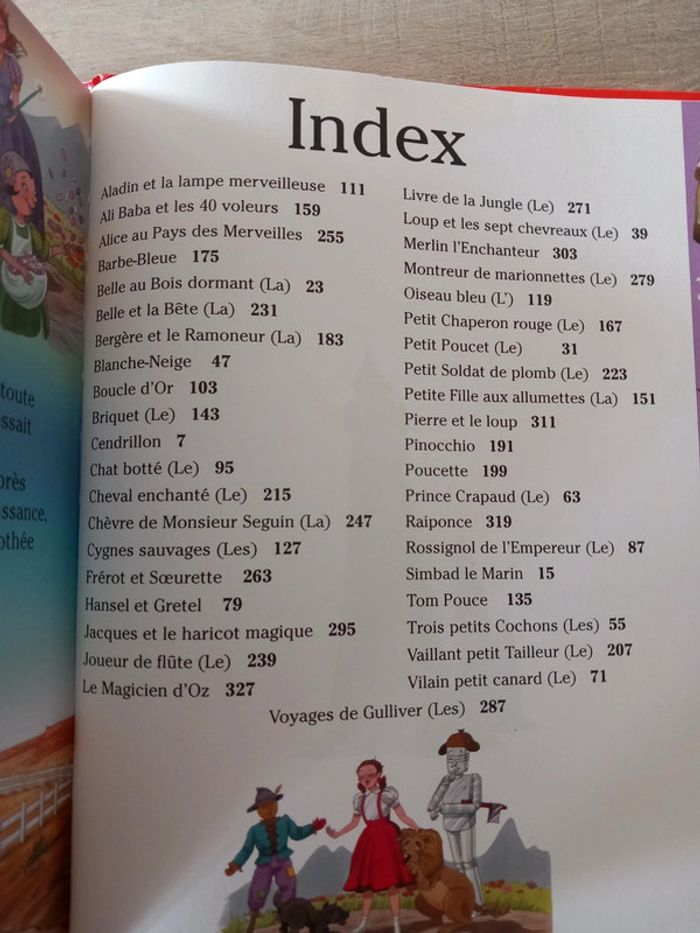 toute
ssait
près
ssance,
othée
Index
Aladin et la lampe merveilleuse 111
Ali Baba et les 40 voleurs 159
Alice au Pays des Merveilles 255
Barbe-Bleue 175
Belle au Bois dormant (La) 23
Belle et la Bête (La) 231
Bergère et le Ramoneur (La) 183
Blanche-Neige 47
Boucle d'Or 103
Briquet (Le) 143
Cendrillon 7
Chat botté (Le) 95
Cheval enchanté (Le) 215
Chèvre de Monsieur Seguin (La) 247
Cygnes sauvages (Les) 127
Frérot et Sœurette 263
Hansel et Gretel 79
Jacques et le haricot magique 295
Joueur de flûte (Le) 239
Le Magicien d'Oz 327
Livre de la Jungle (Le) 271
Loup et les sept chevreaux (Le) 39
Merlin l'Enchanteur 303
Montreur de marionnettes (Le) 279
Oiseau bleu (L') 119
Petit Chaperon rouge (Le) 167
Petit Poucet (Le) 31
Petit Soldat de plomb (Le) 223
Petite Fille aux allumettes (La) 151
Pierre et le loup 311
Pinocchio 191
Poucette 199
Prince Crapaud (Le) 63
Raiponce 319
Rossignol de l'Empereur (Le) 87
Simbad le Marin 15
Tom Pouce 135
Trois petits Cochons (Les) 55
Vaillant petit Tailleur (Le) 207
Vilain petit canard (Le) 71
Voyages de Gulliver (Les) 287